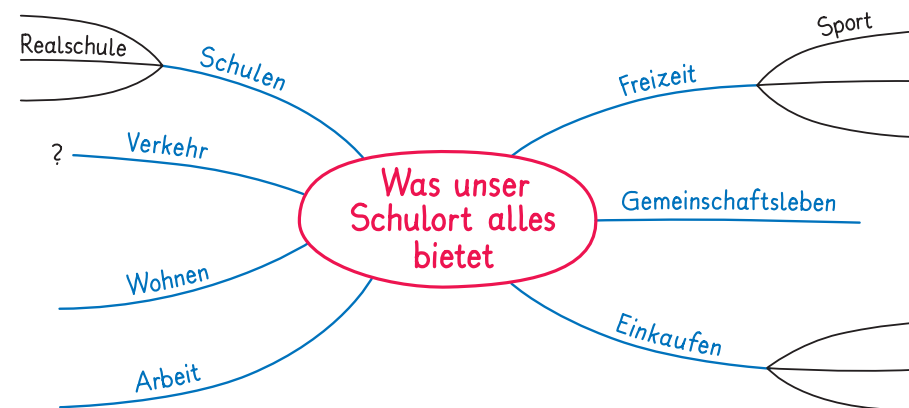 Realschule
Schulen
Verkehr
?
Wohnen
Arbeit
Was unser
Schulort alles
bietet
Sport
Freizeit
Gemeinschaftsleben
Einkaufen